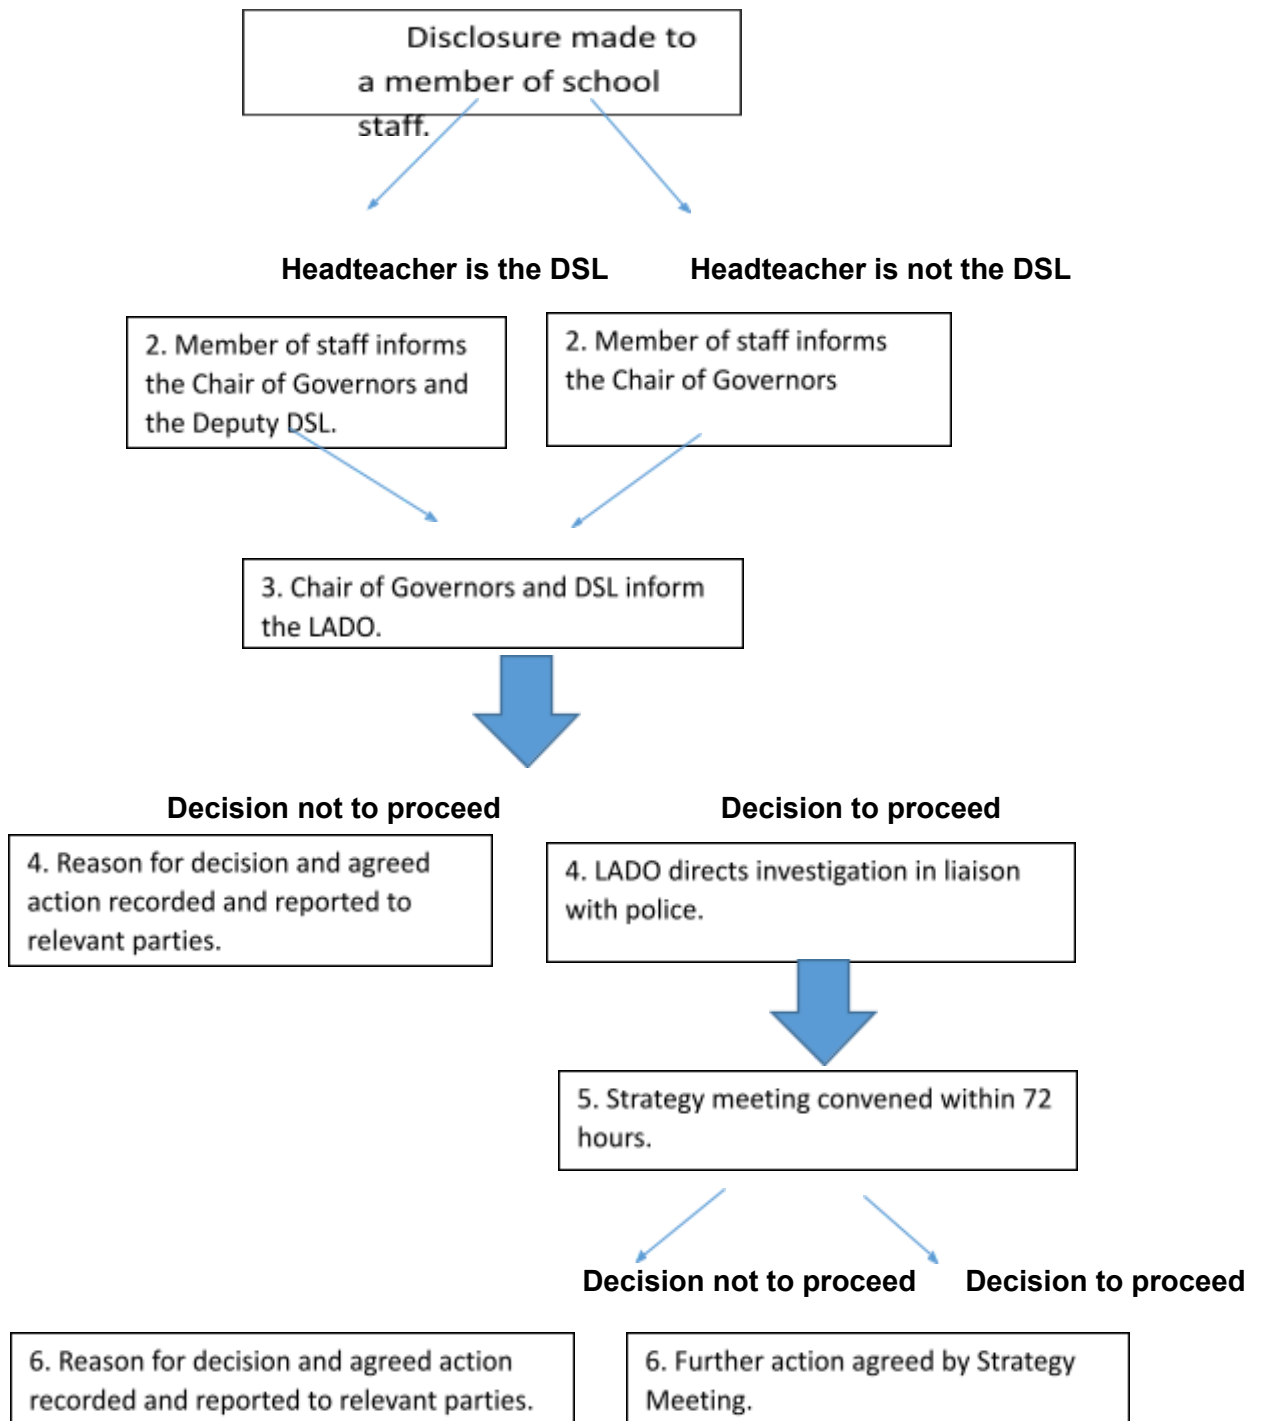 Disclosure made to
a member of school
staff.
Headteacher is the DSL
Headteacher is not the DSL
2. Member of staff informs
the Chair of Governors and
the Deputy DSL.
2. Member of staff informs
the Chair of Governors
3. Chair of Governors and DSL inform
the LADO.
Decision not to proceed
Decision to proceed
4. Reason for decision and agreed
action recorded and reported to
relevant parties.
4. LADO directs investigation in liaison
with police.
5. Strategy meeting convened within 72
hours.
Decision not to proceed
Decision to proceed
6. Reason for decision and agreed action
recorded and reported to relevant parties.
6. Further action agreed by Strategy
Meeting.